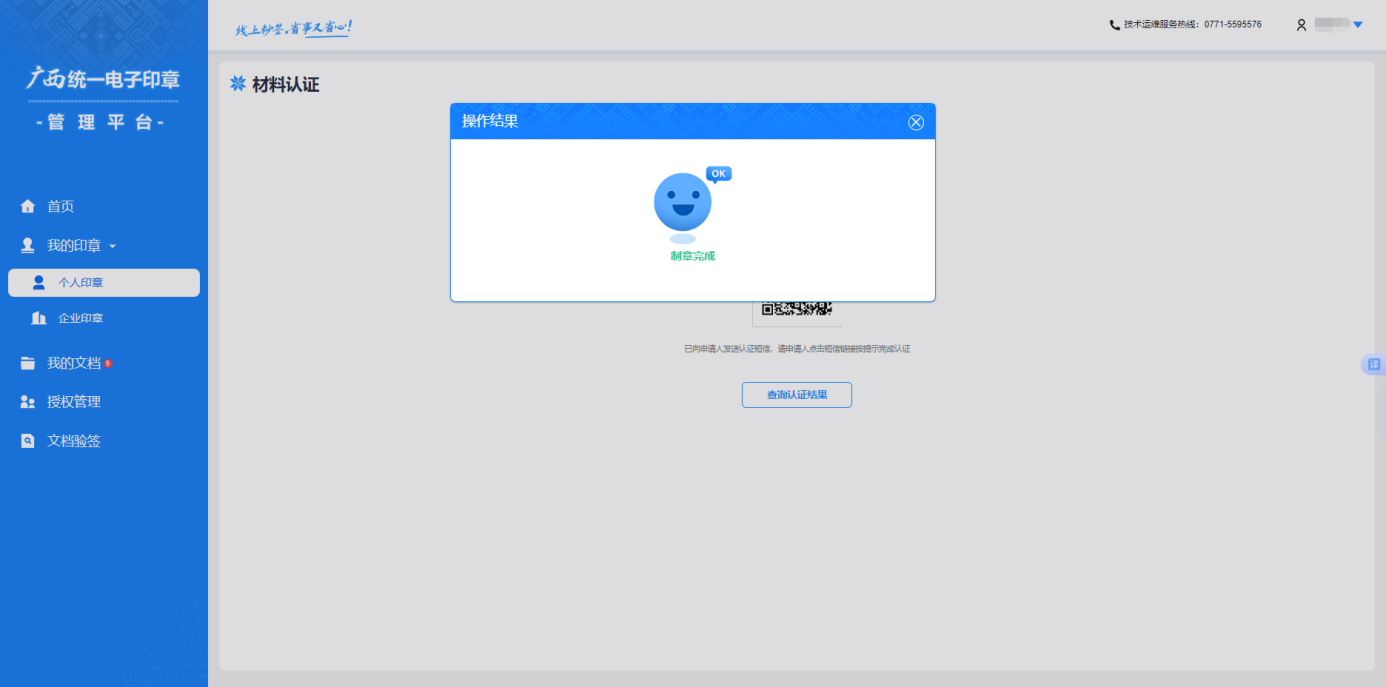 广西统一电子印章
-管理平台-
首页
我的印章
个人印章
企业印章
我的文档
授权管理
文档验签
线上秒签，省事又省心！
技术运维服务热线：0771-5595576
材料认证
操作结果
OK
制章完成
已向申请人发送认证短信，请申请人点击短信链接按提示完成认证
查询认证结果